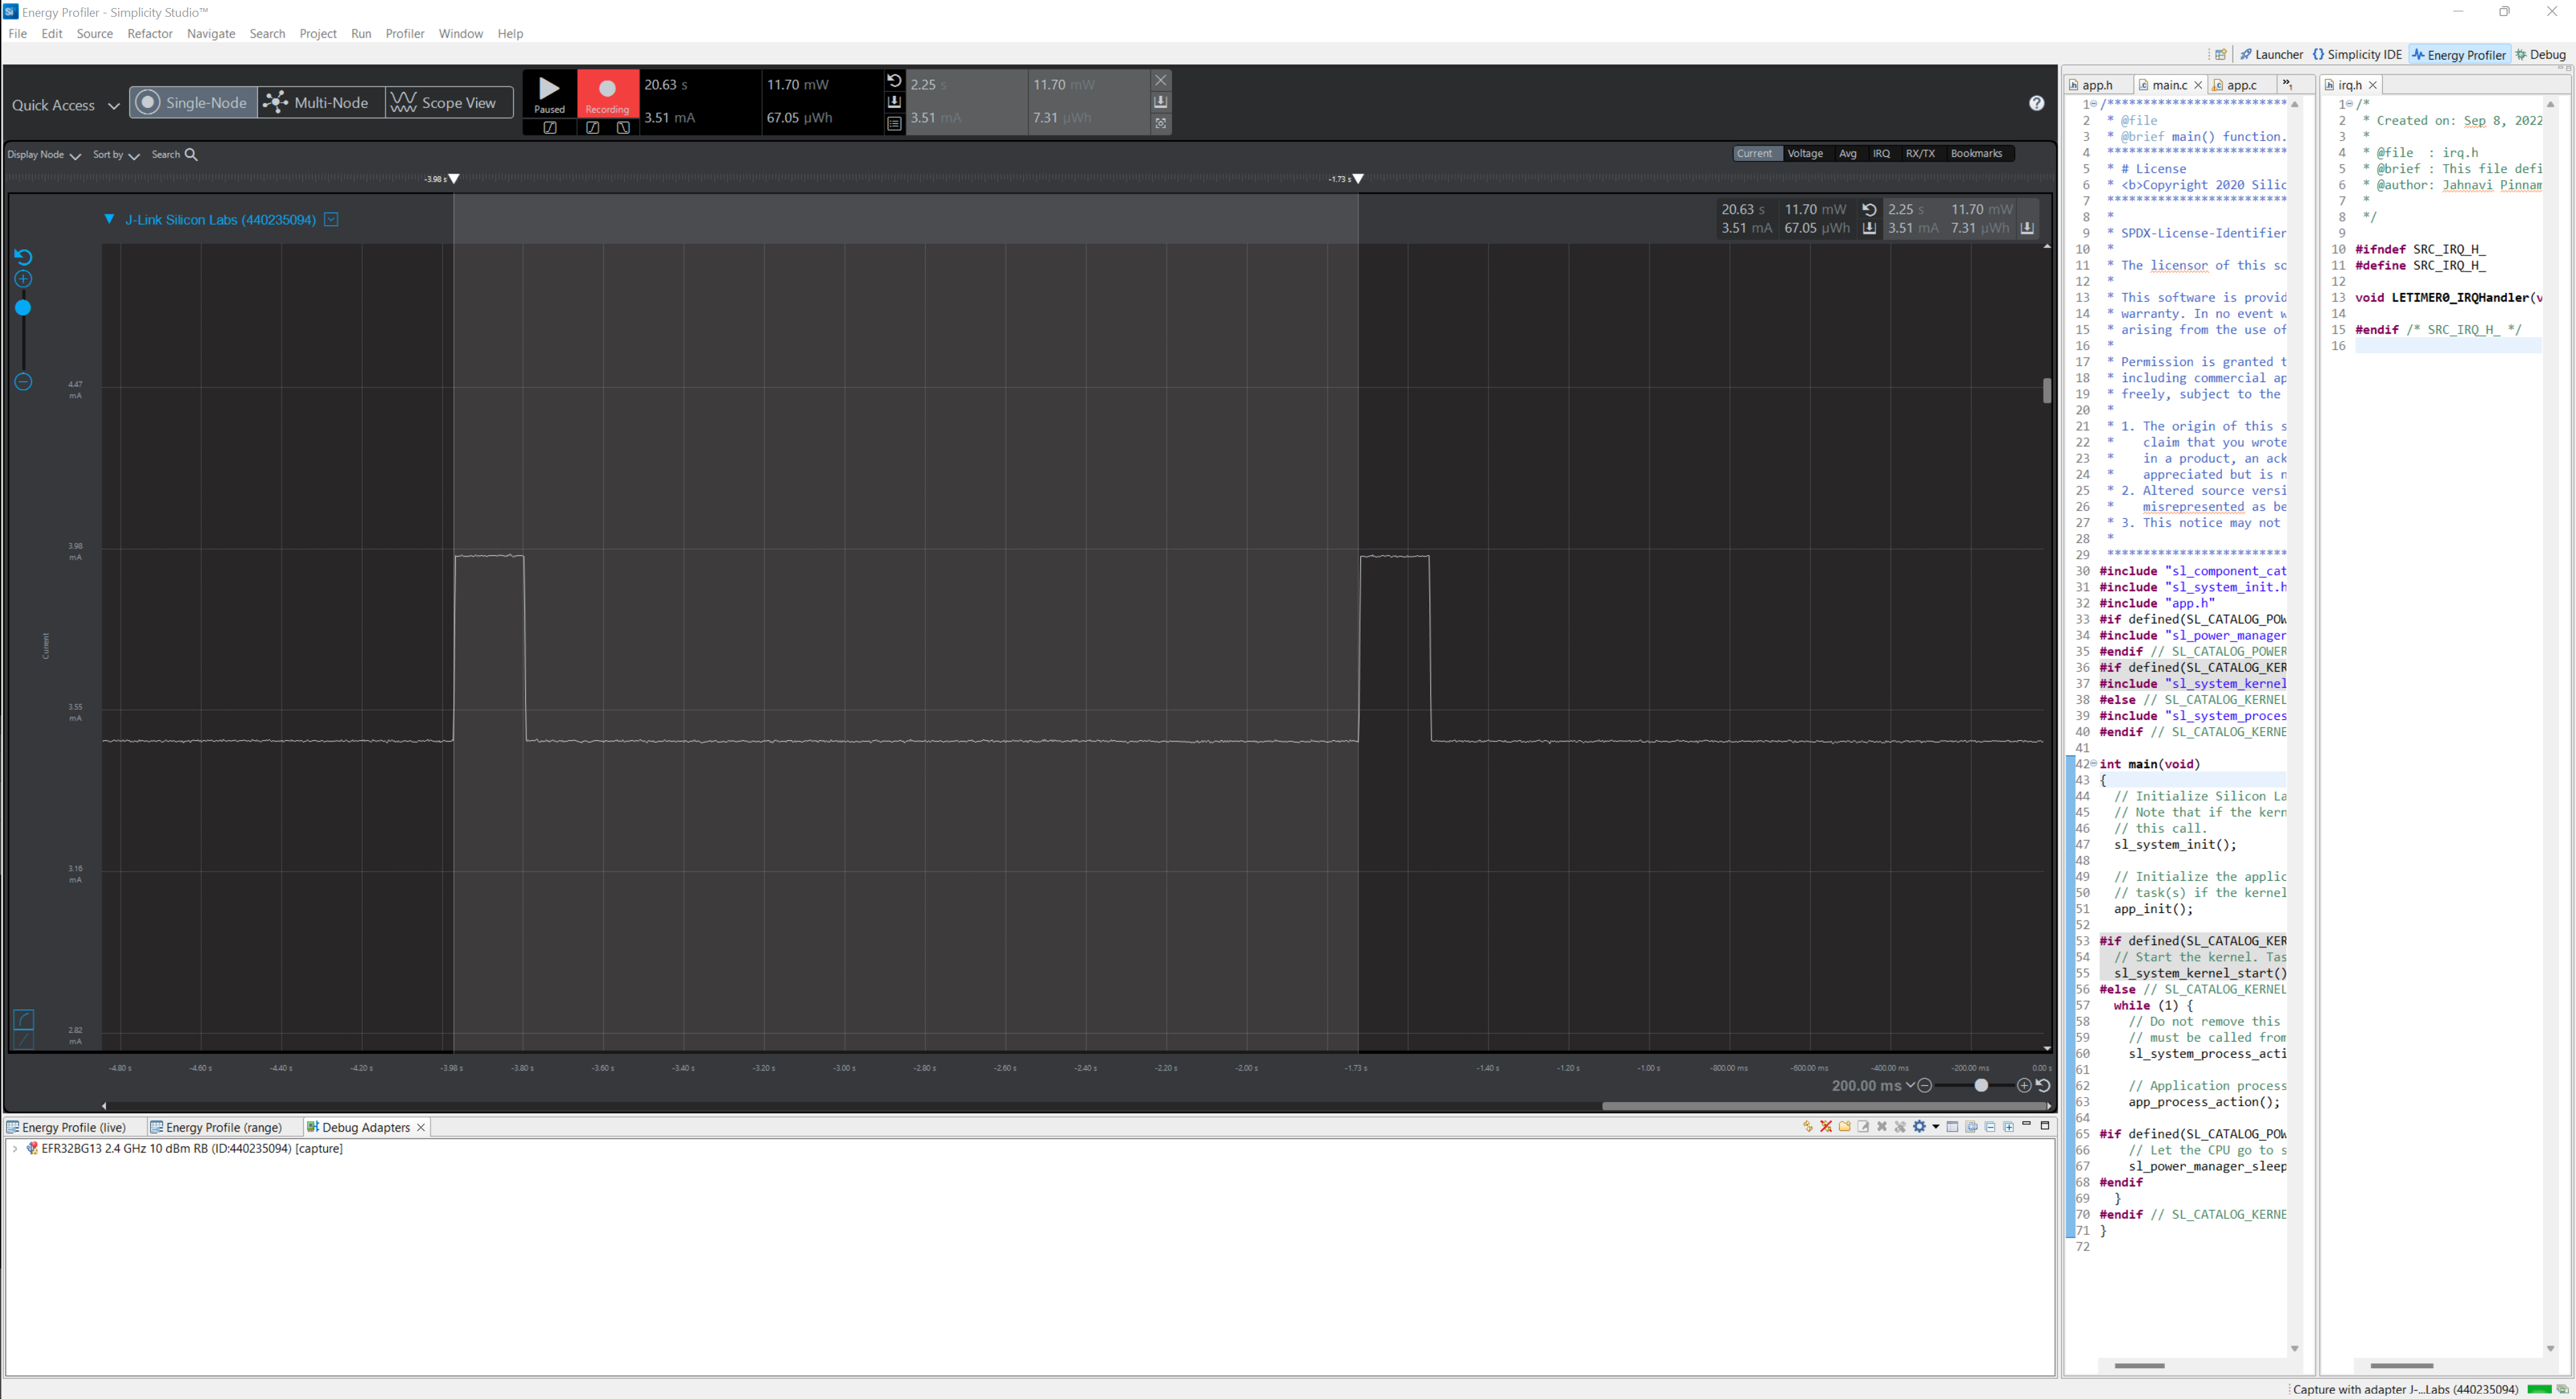 Energy Profiler - Simplicity Studio™
File Edit Source Refactor Navigate Search Project Run Profiler Window Help
Launcher Simplicity IDE Energy Profiler Debug
Quick Access Single-Node Multi-Node Scope View
Paused Recording
20.63 s 11.70 mW 2.25 s 11.70 mW
3.51 mA 67.05 µWh 3.51 mA 7.31 µWh
Display Node Sort by Search
Current Voltage Avg IRQ RX/TX Bookmarks
-3.98 s -1.73 s
J-Link Silicon Labs (440235094)
20.63 s 11.70 mW 2.25 s 11.70 mW
3.51 mA 67.05 µWh 3.51 mA 7.31 µWh
4.47
mA
3.98
mA
Current
3.55
mA
3.16
mA
2.82
mA
-4.80 s -4.60 s -4.40 s -4.20 s -3.98 s -3.80 s -3.60 s -3.40 s -3.20 s -3.00 s -2.80 s -2.60 s -2.40 s -2.20 s -2.00 s -1.73 s -1.40 s -1.20 s -1.00 s -800.00 ms -600.00 ms -400.00 ms -200.00 ms 0.00 s
200.00 ms
Energy Profile (live) Energy Profile (range) Debug Adapters
EFR32BG13 2.4 GHz 10 dBm RB (ID:440235094) [capture]
app.h main.c app.c
1 /*************************
2 * @file
3 * @brief main() function.
4 *************************
5 * # License
6 * <b>Copyright 2020 Silic
7 *************************
8 *
9 * SPDX-License-Identifier
10 *
11 * The licensor of this so
12 *
13 * This software is provid
14 * warranty. In no event w
15 * arising from the use of
16 *
17 * Permission is granted t
18 * including commercial ap
19 * freely, subject to the
20 *
21 * 1. The origin of this s
22 * claim that you wrote
23 * in a product, an ack
24 * appreciated but is n
25 * 2. Altered source versi
26 * misrepresented as be
27 * 3. This notice may not
28 *
29 *************************
30 #include "sl_component_cat
31 #include "sl_system_init.h
32 #include "app.h"
33 #if defined(SL_CATALOG_POW
34 #include "sl_power_manager
35 #endif // SL_CATALOG_POWER
36 #if defined(SL_CATALOG_KER
37 #include "sl_system_kernel
38 #else // SL_CATALOG_KERNEL
39 #include "sl_system_proces
40 #endif // SL_CATALOG_KERNE
41
42 int main(void)
43 {
44 // Initialize Silicon La
45 // Note that if the kern
46 // this call.
47 sl_system_init();
48
49 // Initialize the applic
50 // task(s) if the kernel
51 app_init();
52
53 #if defined(SL_CATALOG_KER
54 // Start the kernel. Tas
55 sl_system_kernel_start()
56 #else // SL_CATALOG_KERNEL
57 while (1) {
58 // Do not remove this
59 // must be called from
60 sl_system_process_acti
61
62 // Application process
63 app_process_action();
64
65 #if defined(SL_CATALOG_POW
66 // Let the CPU go to s
67 sl_power_manager_sleep
68 #endif
69 }
70 #endif // SL_CATALOG_KERNE
71 }
72
irq.h
1 /*
2 * Created on: Sep 8, 2022
3 *
4 * @file : irq.h
5 * @brief : This file defi
6 * @author: Jahnavi Pinnam
7 *
8 */
9
10 #ifndef SRC_IRQ_H_
11 #define SRC_IRQ_H_
12
13 void LETIMER0_IRQHandler(v
14
15 #endif /* SRC_IRQ_H_ */
16
Capture with adapter J-...Labs (440235094)